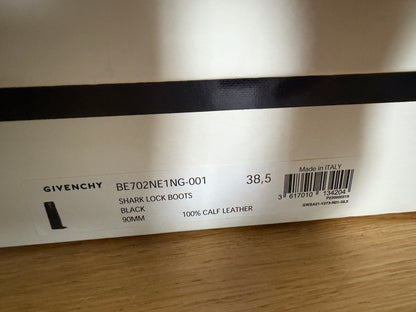 GIVENCHY BE702NE1NG-001 38,5
SHARK LOCK BOOTS
BLACK
90MM 100% CALF LEATHER
Made in ITALY
3 617010 134204